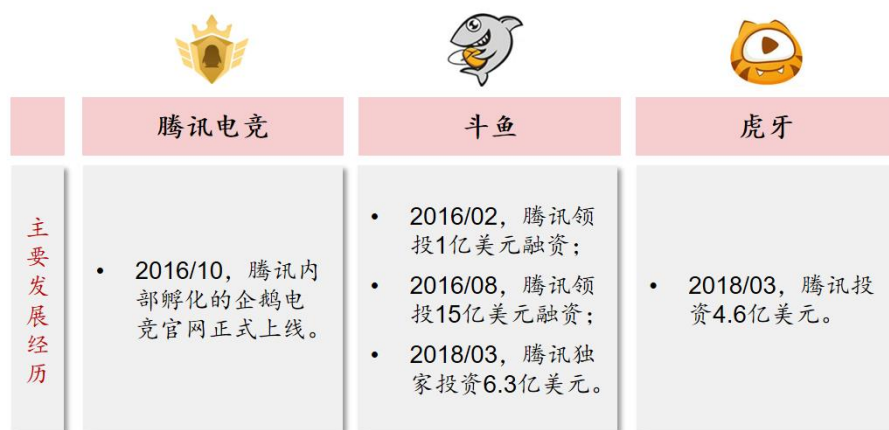 腾讯电竞
斗鱼
虎牙
主要发展经历
• 2016/10，腾讯内
部孵化的企鹅电
竞官网正式上线。
• 2016/02，腾讯领
投1亿美元融资；
• 2016/08，腾讯领
投15亿美元融资；
• 2018/03，腾讯独
家投资6.3亿美元。
• 2018/03，腾讯投
资4.6亿美元。